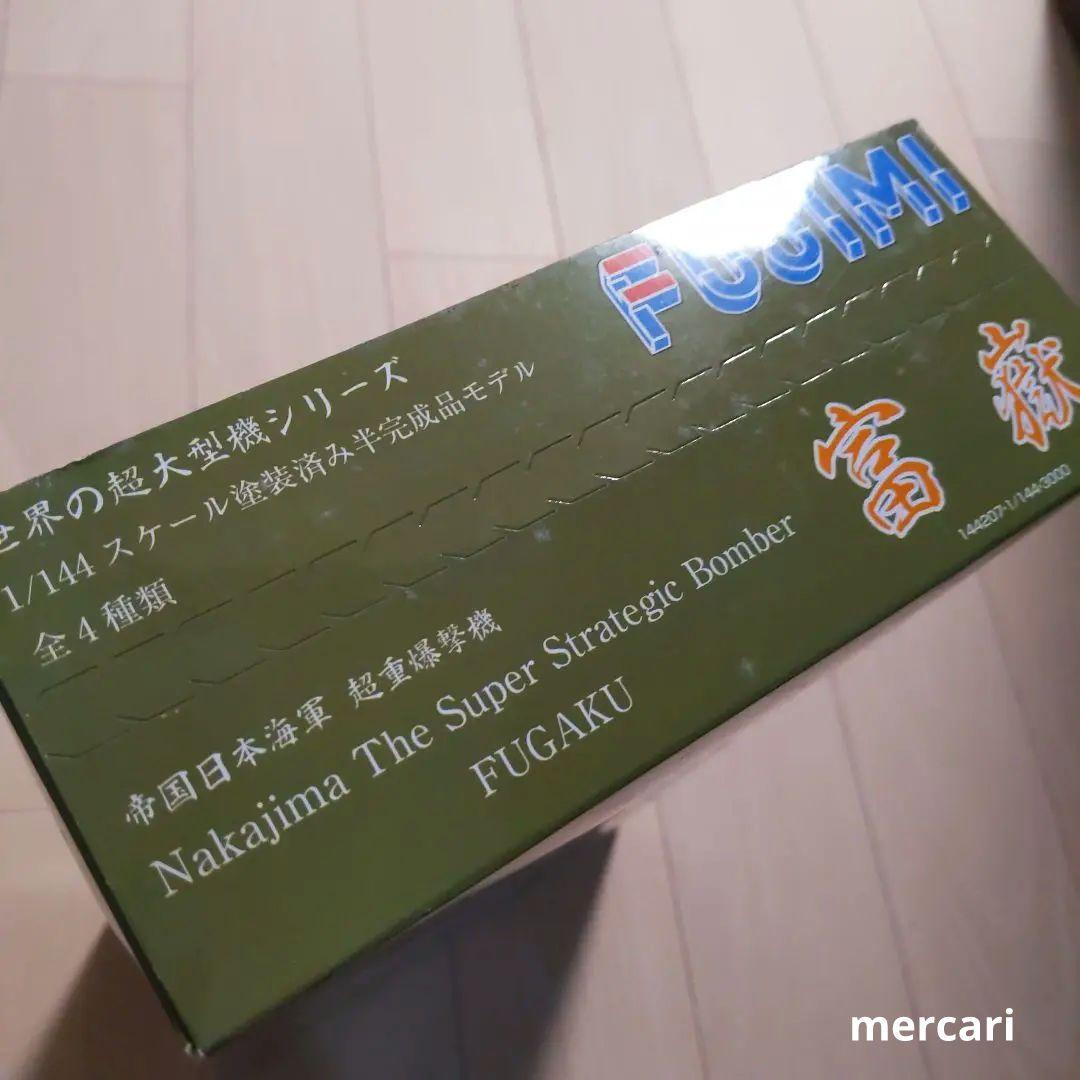 FUJIMI
世界の超大型機シリーズ
1/144 スケール塗装済み半完成品モデル
全4種類
富嶽
144207-1/144-3000
帝国日本海軍 超重爆撃機
Nakajima The Super Strategic Bomber
FUGAKU
mercari